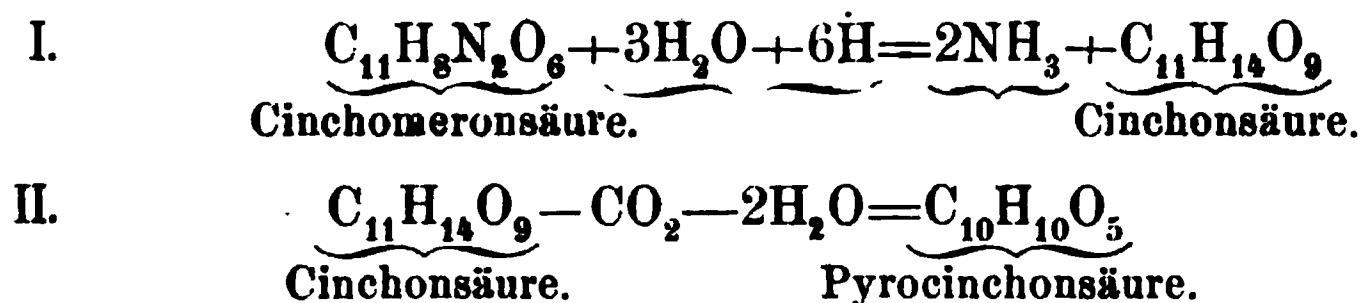 I. C₁₁H₈N₂O₆+3H₂O+6H=2NH₃+C₁₁H₁₄O₉
Cinchomeronsäure. Cinchonsäure.
II. C₁₁H₁₄O₉—CO₂—2H₂O=C₁₀H₁₀O₅
Cinchonsäure. Pyrocinchonsäure.